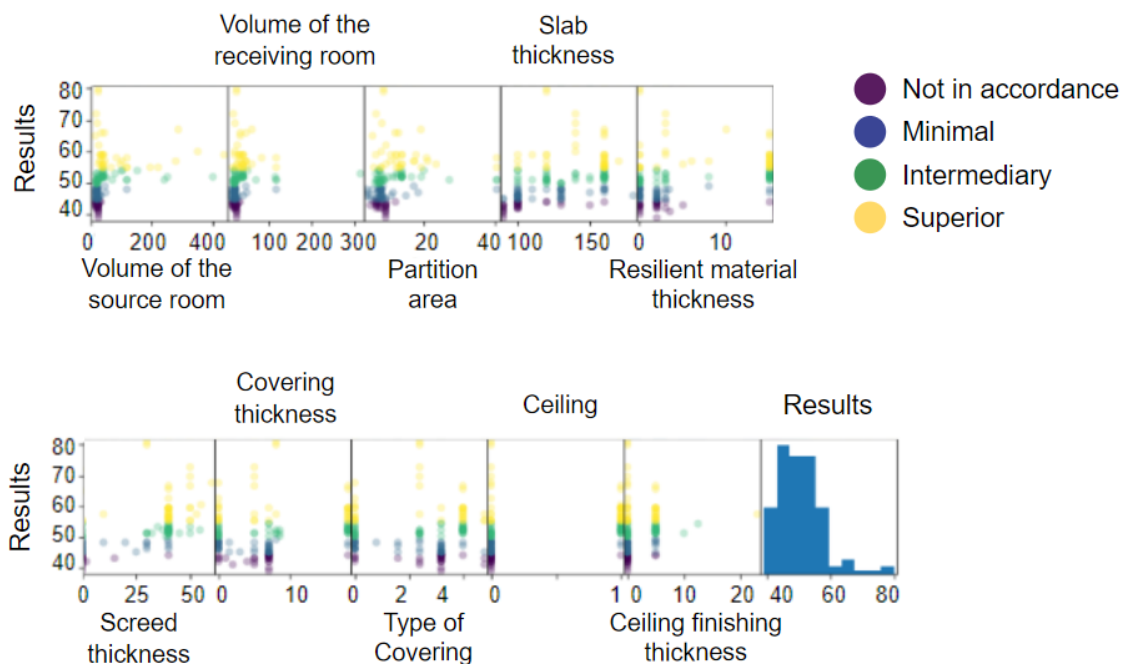 Volume of the
receiving room
Slab
thickness
Results
80
70
60
50
40
0 200 400 100 200 300 20 40 100 150 0 10
Volume of the
source room
Partition
area
Resilient material
thickness
Not in accordance
Minimal
Intermediary
Superior
Covering
thickness
Ceiling
Results
Results
80
70
60
50
40
0 25 50 0 10 0 2 4 0 1 0 10 20 40 60 80
Screed
thickness
Type of
Covering
Ceiling finishing
thickness